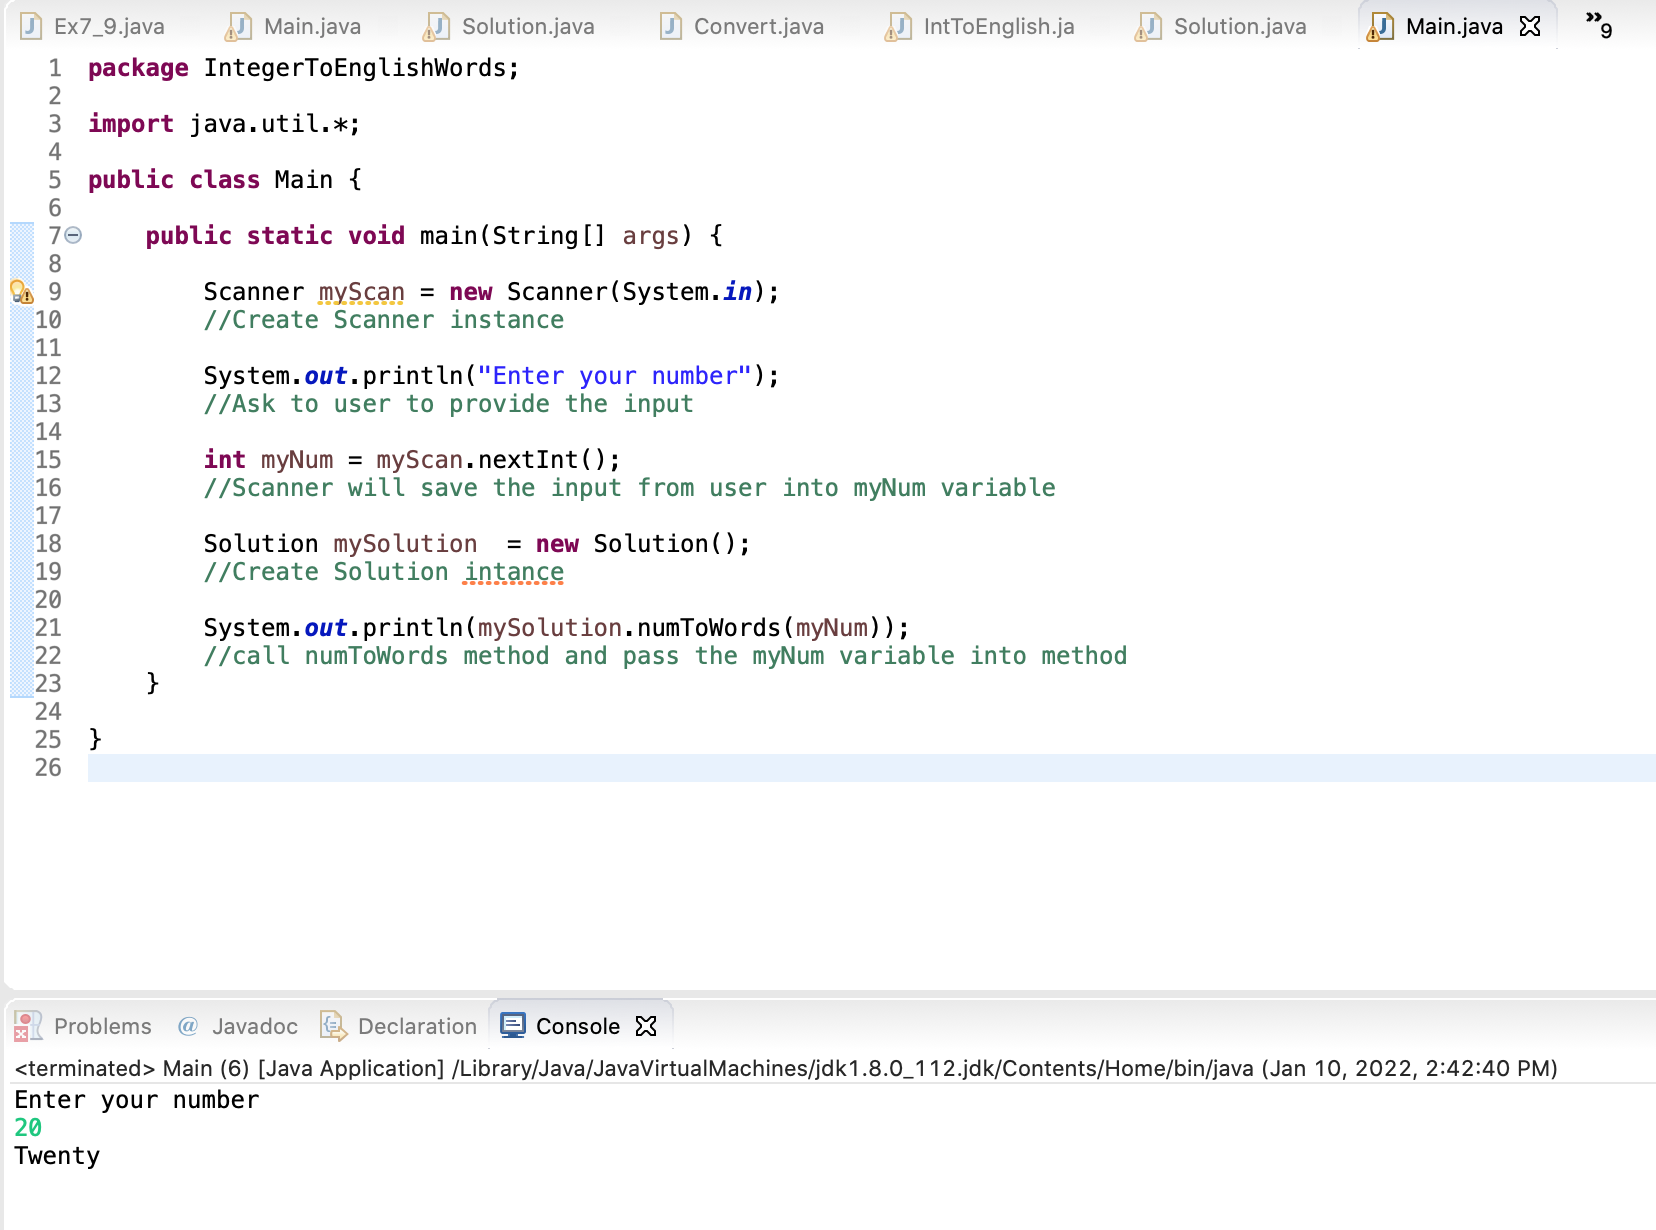 Ex7_9.java Main.java Solution.java Convert.java IntToEnglish.ja Solution.java Main.java »9
1 package IntegerToEnglishWords;
2
3 import java.util.*;
4
5 public class Main {
6
7 public static void main(String[] args) {
8
9 Scanner myScan = new Scanner(System.in);
10 //Create Scanner instance
11
12 System.out.println("Enter your number");
13 //Ask to user to provide the input
14
15 int myNum = myScan.nextInt();
16 //Scanner will save the input from user into myNum variable
17
18 Solution mySolution  = new Solution();
19 //Create Solution intance
20
21 System.out.println(mySolution.numToWords(myNum));
22 //call numToWords method and pass the myNum variable into method
23 }
24
25 }
26
Problems @ Javadoc Declaration Console
<terminated> Main (6) [Java Application] /Library/Java/JavaVirtualMachines/jdk1.8.0_112.jdk/Contents/Home/bin/java (Jan 10, 2022, 2:42:40 PM)
Enter your number
20
Twenty